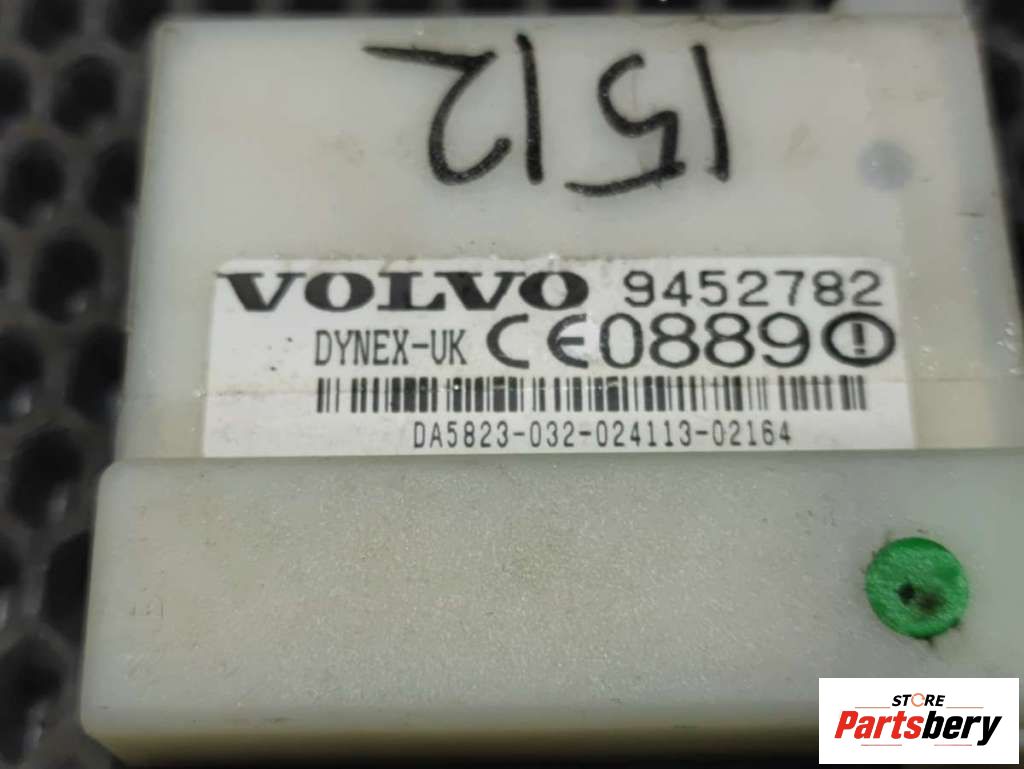 1512
VOLVO 9452782
DYNEX-UK CE0889
DA5823-032-024113-02164
STORE
Partsbery